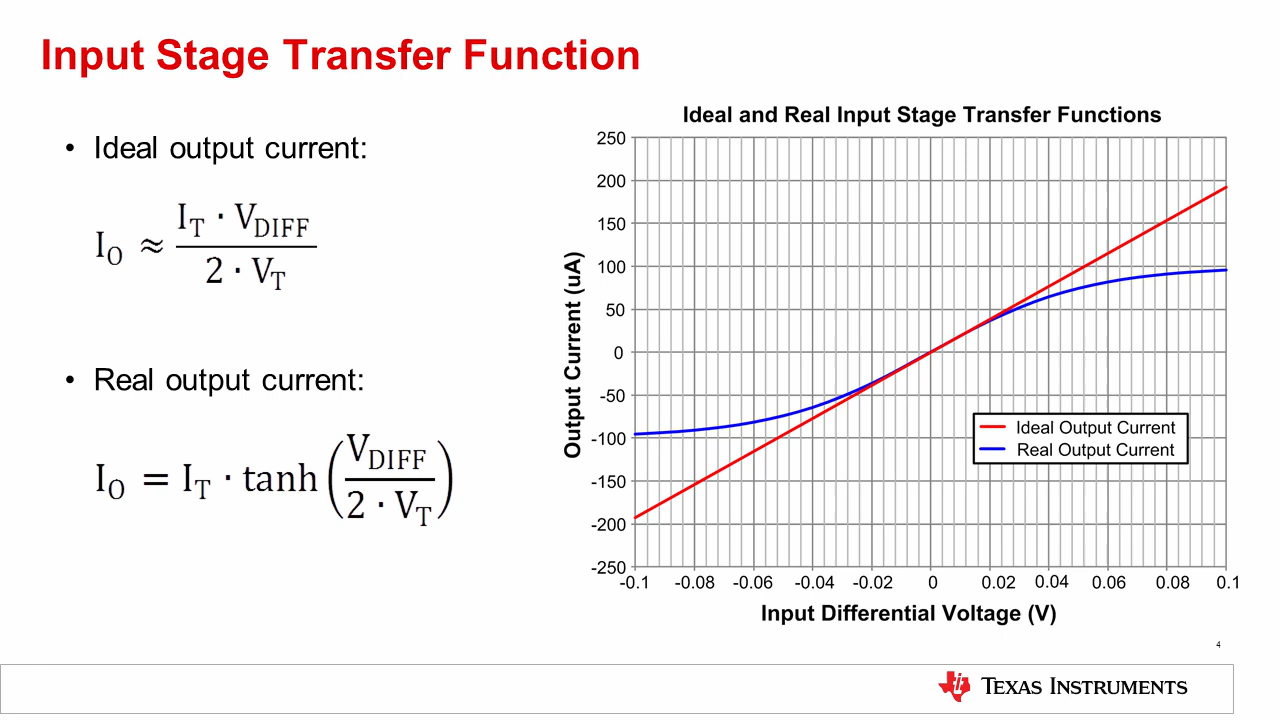 Input Stage Transfer Function
• Ideal output current:
I_O ≈ (I_T · V_DIFF) / (2 · V_T)
• Real output current:
I_O = I_T · tanh(V_DIFF / (2 · V_T))
Ideal and Real Input Stage Transfer Functions
Output Current (uA)
250
200
150
100
50
0
-50
-100
-150
-200
-250
Ideal Output Current
Real Output Current
-0.1 -0.08 -0.06 -0.04 -0.02 0 0.02 0.04 0.06 0.08 0.1
Input Differential Voltage (V)
4
TEXAS INSTRUMENTS